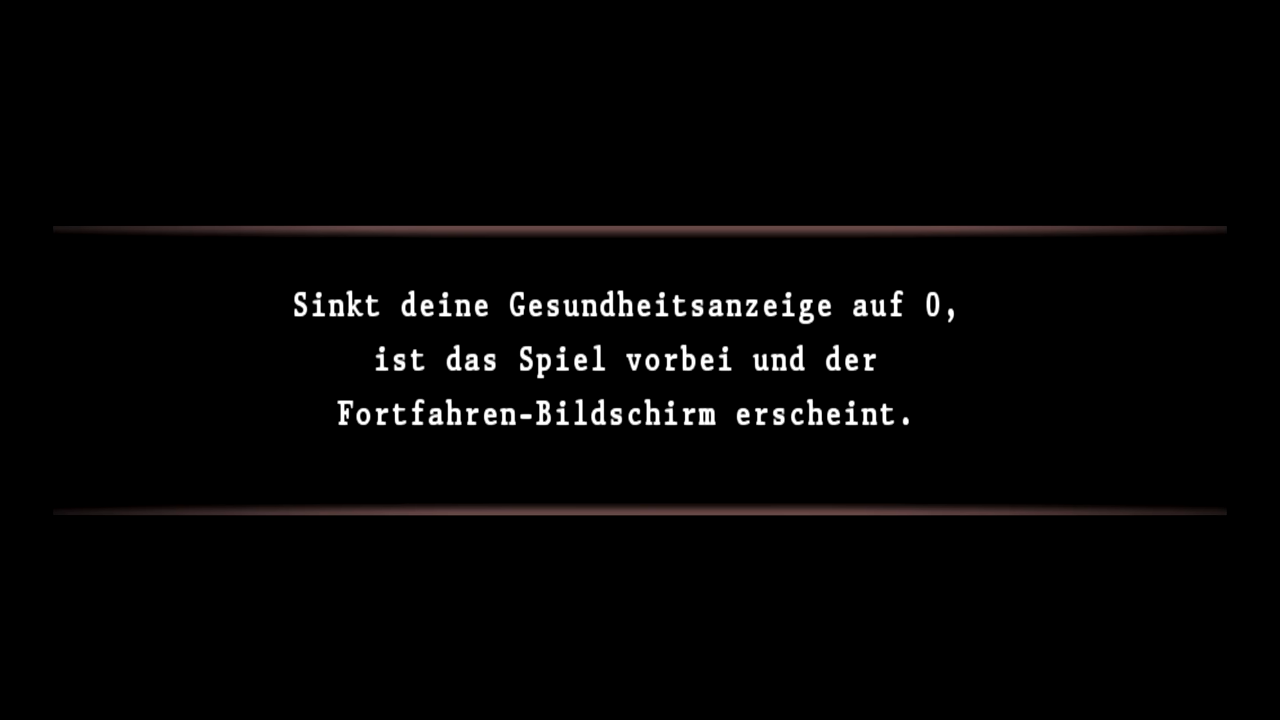 Sinkt deine Gesundheitsanzeige auf 0,
ist das Spiel vorbei und der
Fortfahren-Bildschirm erscheint.